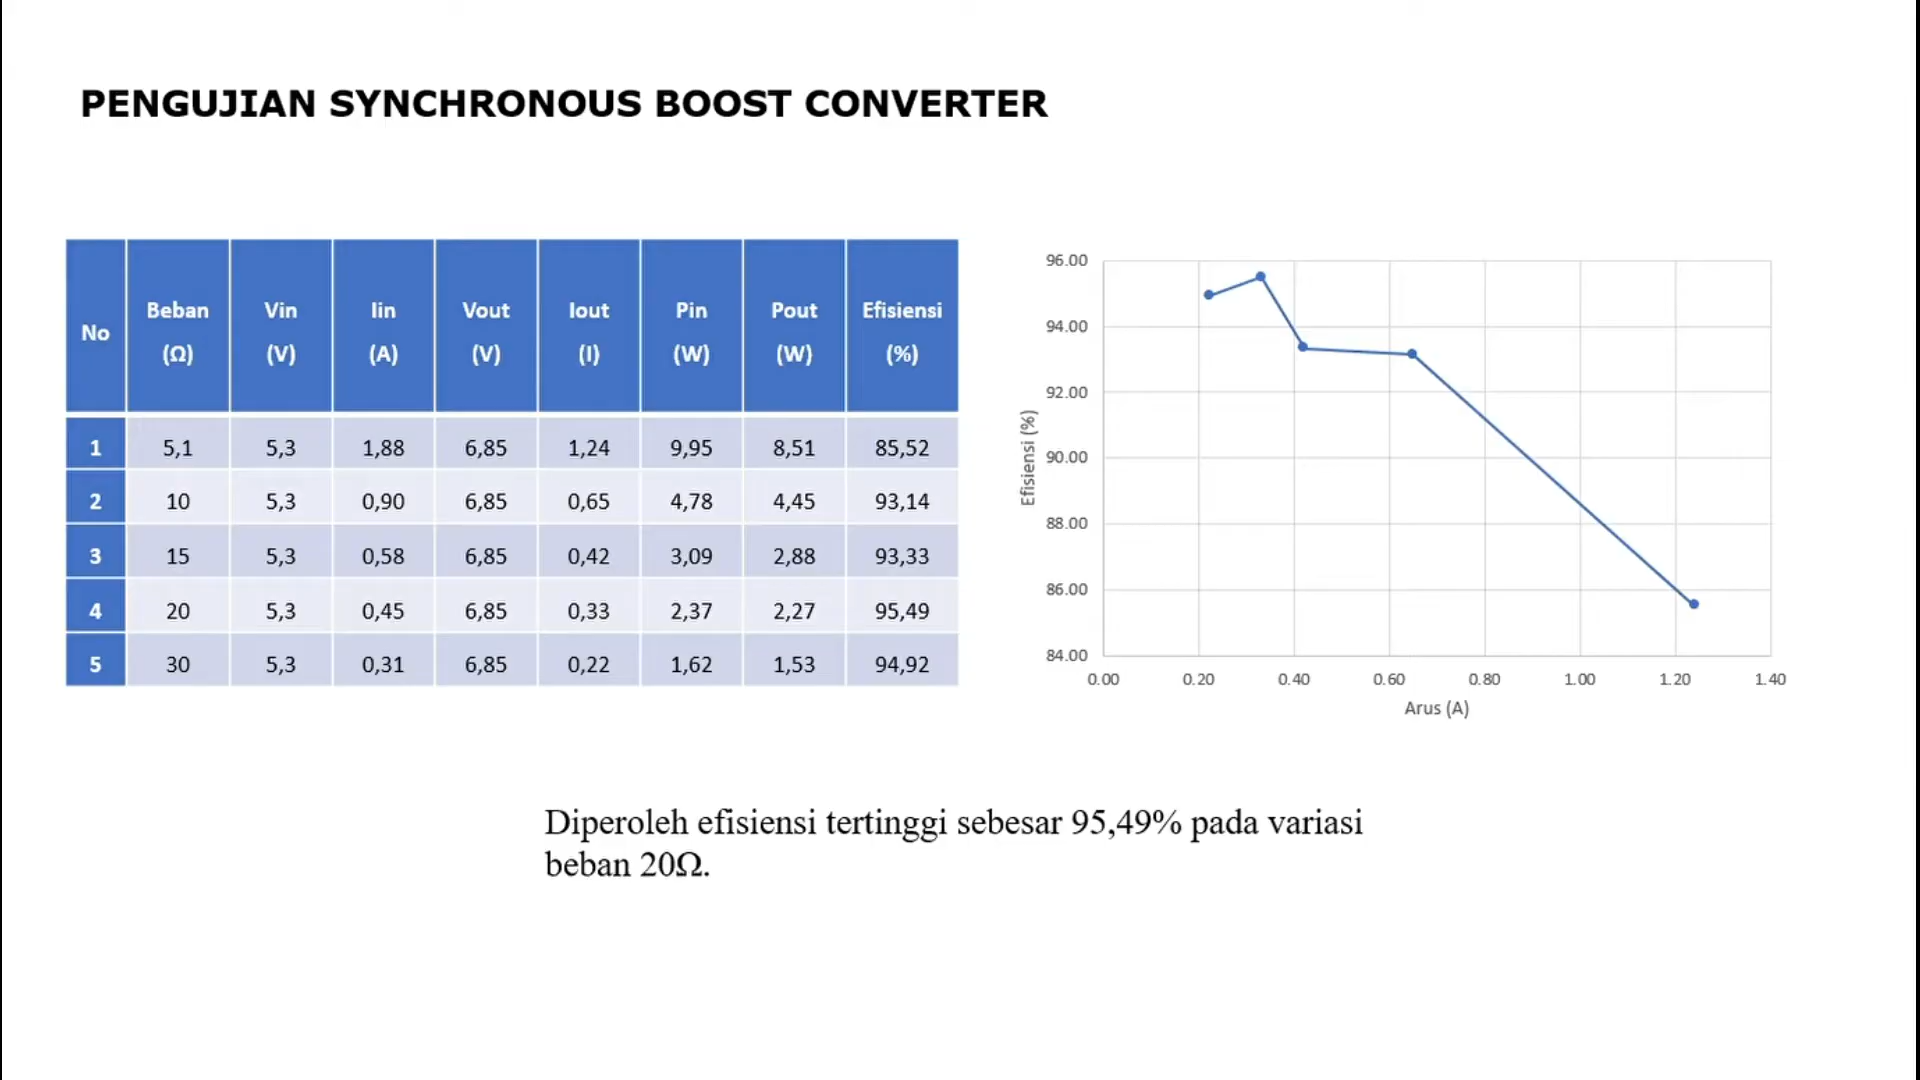 PENGUJIAN SYNCHRONOUS BOOST CONVERTER
No Beban (Ω) Vin (V) Iin (A) Vout (V) Iout (I) Pin (W) Pout (W) Efisiensi (%)
1 5,1 5,3 1,88 6,85 1,24 9,95 8,51 85,52
2 10 5,3 0,90 6,85 0,65 4,78 4,45 93,14
3 15 5,3 0,58 6,85 0,42 3,09 2,88 93,33
4 20 5,3 0,45 6,85 0,33 2,37 2,27 95,49
5 30 5,3 0,31 6,85 0,22 1,62 1,53 94,92
Efisiensi (%)
96.00
94.00
92.00
90.00
88.00
86.00
84.00
0.00 0.20 0.40 0.60 0.80 1.00 1.20 1.40
Arus (A)
Diperoleh efisiensi tertinggi sebesar 95,49% pada variasi
beban 20Ω.